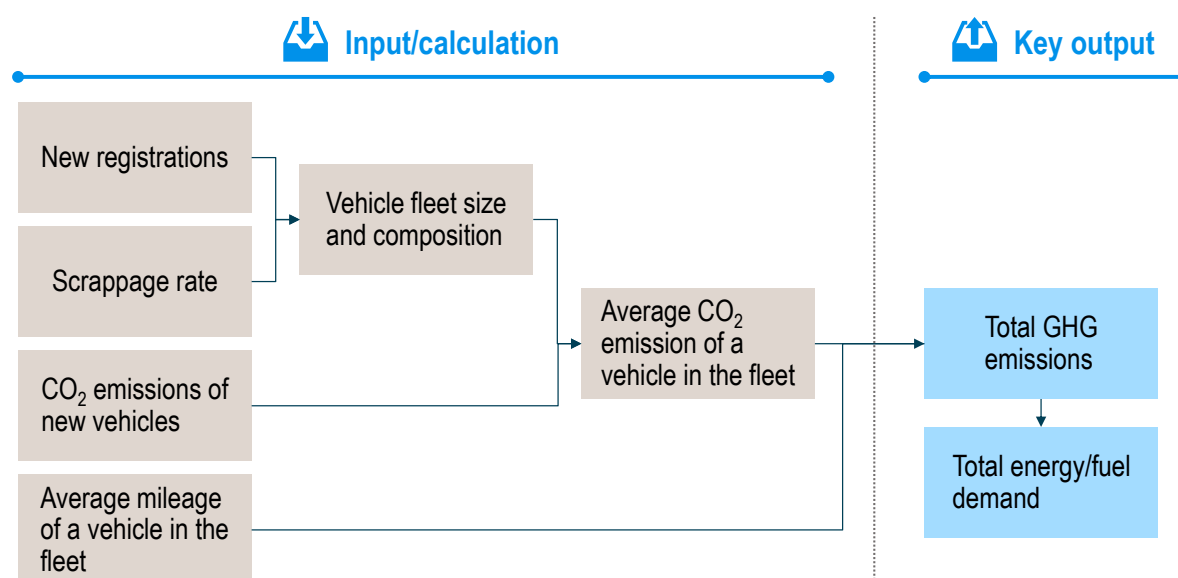 Input/calculation
Key output
New registrations
Vehicle fleet size
and composition
Scrappage rate
Average CO₂
emission of a
vehicle in the fleet
Total GHG
emissions
CO₂ emissions of
new vehicles
Total energy/fuel
demand
Average mileage
of a vehicle in the
fleet